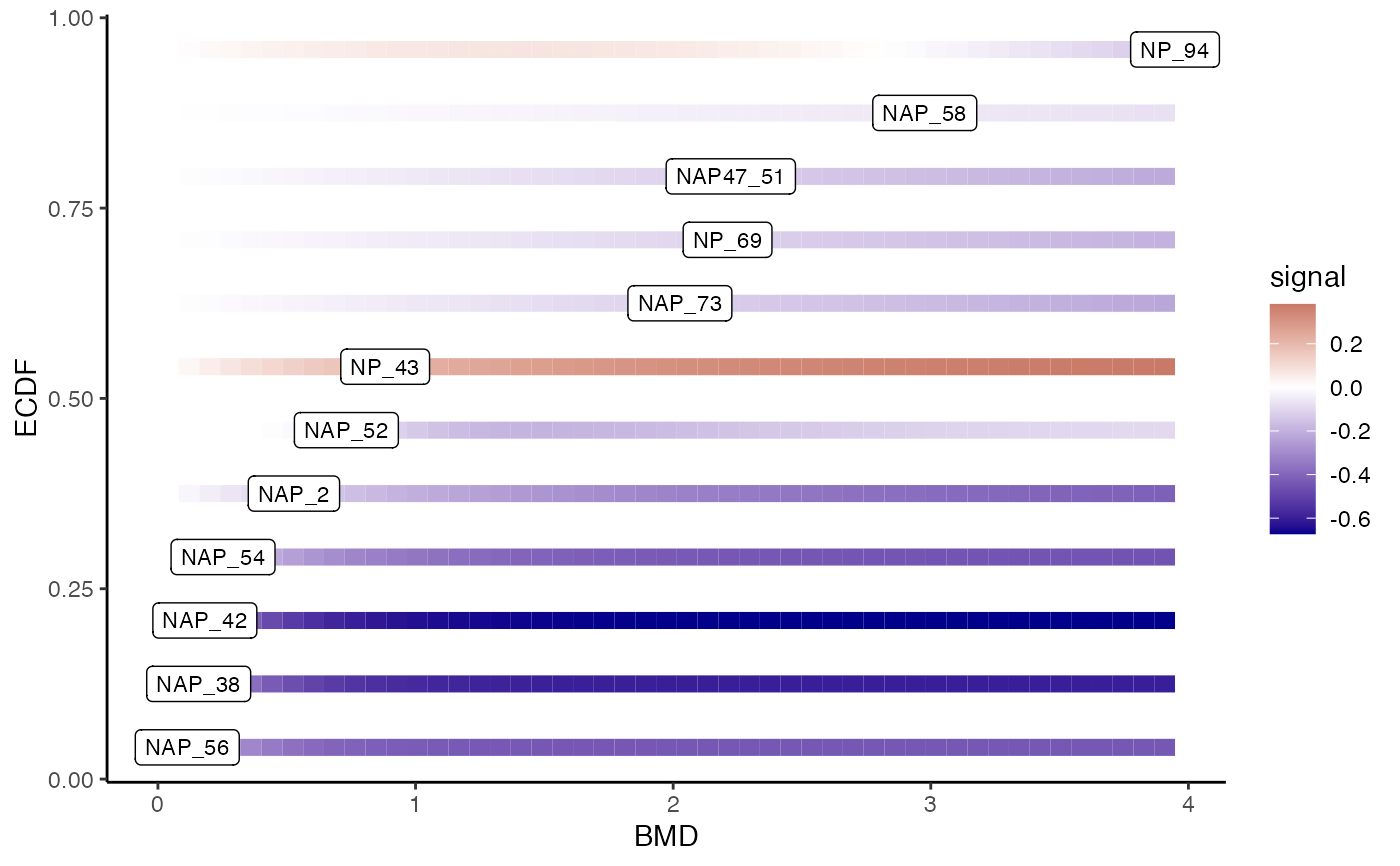 1.00
NP_94
NAP_58
NAP47_51
0.75
NP_69
NAP_73
NP_43
0.50
NAP_52
NAP_2
NAP_54
0.25
NAP_42
NAP_38
NAP_56
0.00
0 1 2 3 4
BMD
ECDF
signal
0.2
0.0
-0.2
-0.4
-0.6